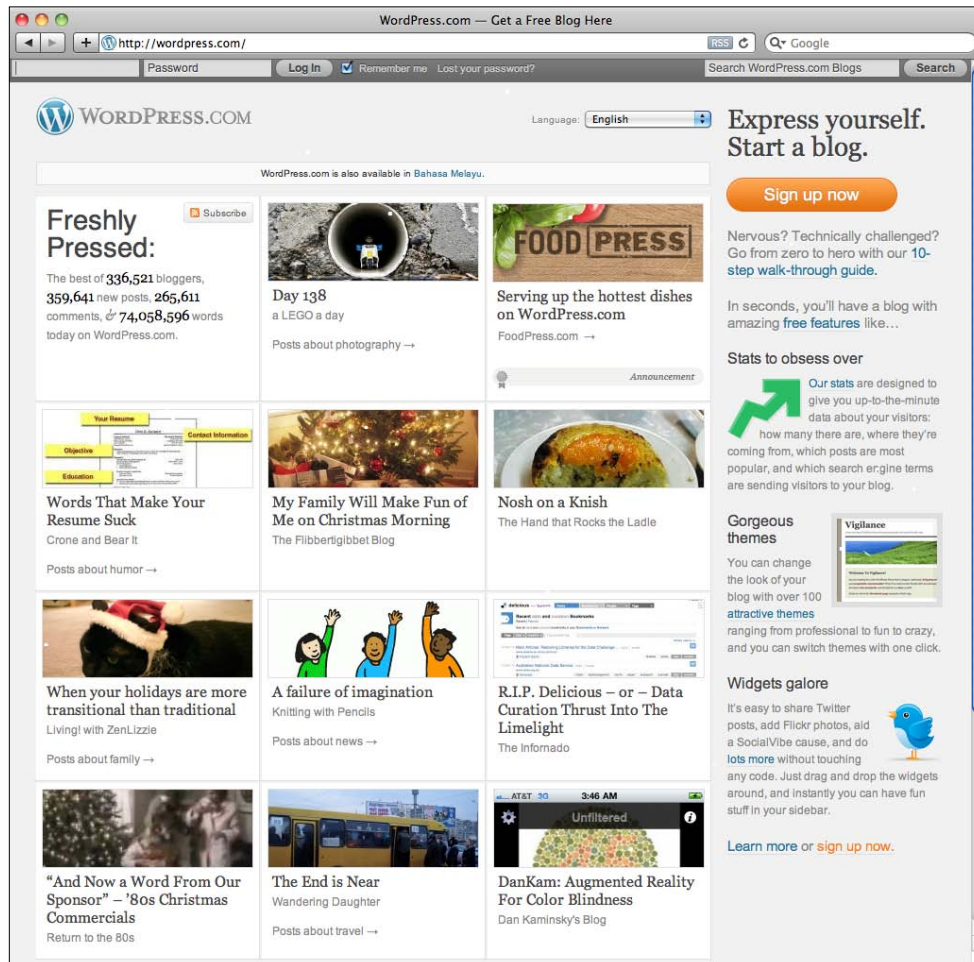 WordPress.com — Get a Free Blog Here
http://wordpress.com/
RSS
Google
Password
Log In
Remember me
Lost your password?
Search WordPress.com Blogs
Search
WORDPRESS.COM
Language:
English
WordPress.com is also available in Bahasa Melayu.
Freshly
Pressed:
Subscribe
The best of 336,521 bloggers,
359,641 new posts, 265,611
comments, & 74,058,596 words
today on WordPress.com.
Day 138
a LEGO a day
Posts about photography →
FOOD PRESS
Serving up the hottest dishes
on WordPress.com
FoodPress.com →
Announcement
Your Resume
Contact Information
Objective
Education
Words That Make Your
Resume Suck
Crone and Bear It
Posts about humor →
My Family Will Make Fun of
Me on Christmas Morning
The Flibbertigibbet Blog
Nosh on a Knish
The Hand that Rocks the Ladle
When your holidays are more
transitional than traditional
Living! with ZenLizzie
Posts about family →
A failure of imagination
Knitting with Pencils
Posts about news →
delicious
R.I.P. Delicious – or – Data
Curation Thrust Into The
Limelight
The Infornado
“And Now a Word From Our
Sponsor” – ’80s Christmas
Commercials
Return to the 80s
The End is Near
Wandering Daughter
Posts about travel →
AT&T 3G
3:46 AM
Unfiltered
DanKam: Augmented Reality
For Color Blindness
Dan Kaminsky's Blog
Express yourself.
Start a blog.
Sign up now
Nervous? Technically challenged?
Go from zero to hero with our 10-
step walk-through guide.
In seconds, you'll have a blog with
amazing free features like…
Stats to obsess over
Our stats are designed to
give you up-to-the-minute
data about your visitors:
how many there are, where they're
coming from, which posts are most
popular, and which search er:gine terms
are sending visitors to your blog.
Gorgeous
themes
Vigilance
Welcome To Vigilance!
You can change
the look of your
blog with over 100
attractive themes
ranging from professional to fun to crazy,
and you can switch themes with one click.
Widgets galore
It's easy to share Twitter
posts, add Flickr photos, aid
a SocialVibe cause, and do
lots more without touching
any code. Just drag and drop the widgets
around, and instantly you can have fun
stuff in your sidebar.
Learn more or sign up now.